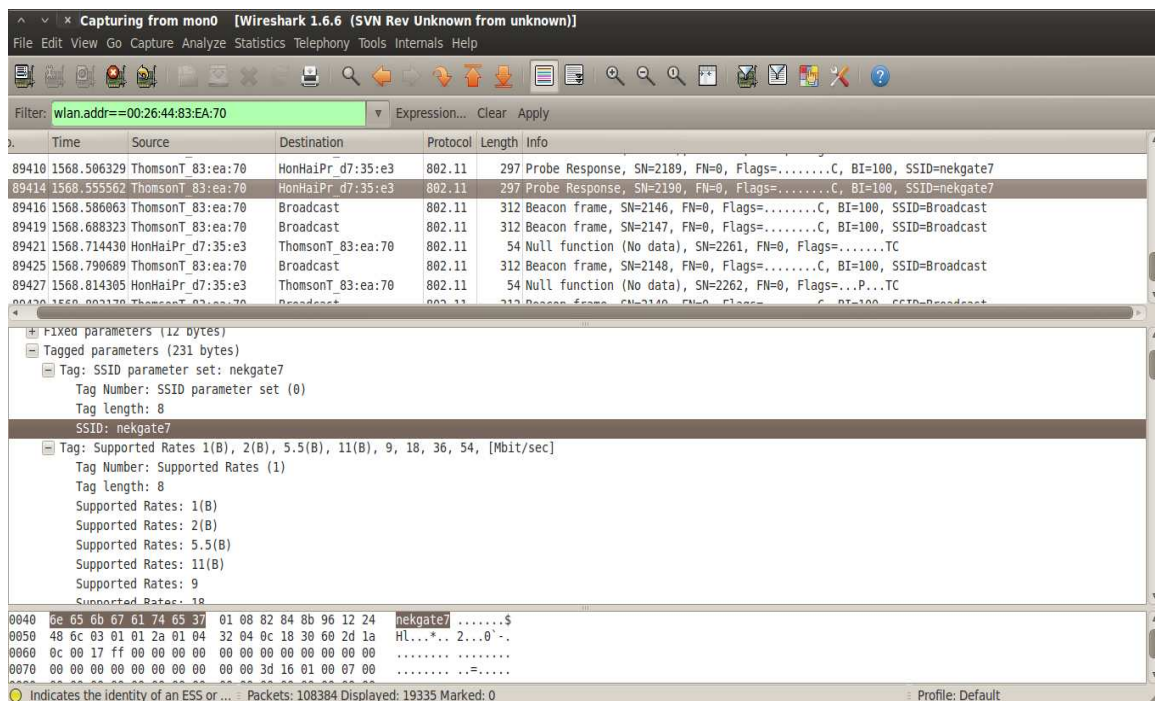 Capturing from mon0 [Wireshark 1.6.6 (SVN Rev Unknown from unknown)]
File Edit View Go Capture Analyze Statistics Telephony Tools Internals Help
Filter: wlan.addr==00:26:44:83:EA:70 Expression... Clear Apply
Time Source Destination Protocol Length Info
89410 1568.506329 ThomsonT_83:ea:70 HonHaiPr_d7:35:e3 802.11 297 Probe Response, SN=2189, FN=0, Flags=........C, BI=100, SSID=nekgate7
89414 1568.555562 ThomsonT_83:ea:70 HonHaiPr_d7:35:e3 802.11 297 Probe Response, SN=2190, FN=0, Flags=........C, BI=100, SSID=nekgate7
89416 1568.586063 ThomsonT_83:ea:70 Broadcast 802.11 312 Beacon frame, SN=2146, FN=0, Flags=........C, BI=100, SSID=Broadcast
89419 1568.688323 ThomsonT_83:ea:70 Broadcast 802.11 312 Beacon frame, SN=2147, FN=0, Flags=........C, BI=100, SSID=Broadcast
89421 1568.714430 HonHaiPr_d7:35:e3 ThomsonT_83:ea:70 802.11 54 Null function (No data), SN=2261, FN=0, Flags=.......TC
89425 1568.790689 ThomsonT_83:ea:70 Broadcast 802.11 312 Beacon frame, SN=2148, FN=0, Flags=........C, BI=100, SSID=Broadcast
89427 1568.814305 HonHaiPr_d7:35:e3 ThomsonT_83:ea:70 802.11 54 Null function (No data), SN=2262, FN=0, Flags=...P...TC
Fixed parameters (12 bytes)
Tagged parameters (231 bytes)
Tag: SSID parameter set: nekgate7
Tag Number: SSID parameter set (0)
Tag length: 8
SSID: nekgate7
Tag: Supported Rates 1(B), 2(B), 5.5(B), 11(B), 9, 18, 36, 54, [Mbit/sec]
Tag Number: Supported Rates (1)
Tag length: 8
Supported Rates: 1(B)
Supported Rates: 2(B)
Supported Rates: 5.5(B)
Supported Rates: 11(B)
Supported Rates: 9
Supported Rates: 18
0040 6e 65 6b 67 61 74 65 37 01 08 82 84 8b 96 12 24 nekgate7 .......$
0050 48 6c 03 01 01 2a 01 04 32 04 0c 18 30 60 2d 1a Hl...*.. 2...0`-.
0060 0c 00 17 ff 00 00 00 00 00 00 00 00 00 00 00 00 ........ ........
0070 00 00 00 00 00 00 00 00 00 00 3d 16 01 00 07 00 ........ ..=.....
Indicates the identity of an ESS or ... Packets: 108384 Displayed: 19335 Marked: 0 Profile: Default